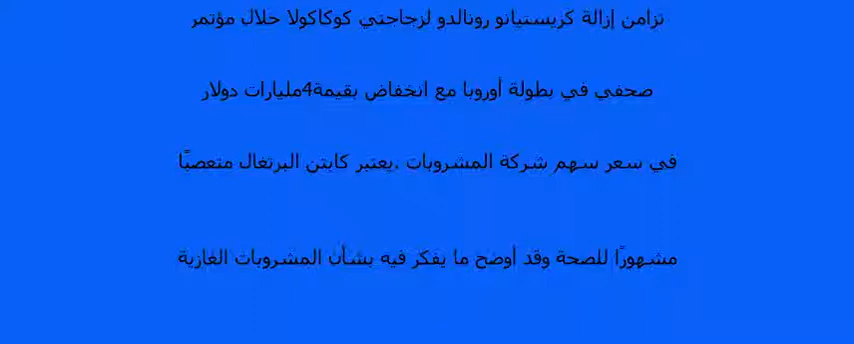 تزامن إزالة كريستيانو رونالدو لزجاجتي كوكاكولا خلال مؤتمر
صحفي في بطولة أوروبا مع انخفاض بقيمة4مليارات دولار
في سعر سهم شركة المشروبات .يعتبر كابتن البرتغال متعصبًا
مشهورًا للصحة وقد أوضح ما يفكر فيه بشأن المشروبات الغازية